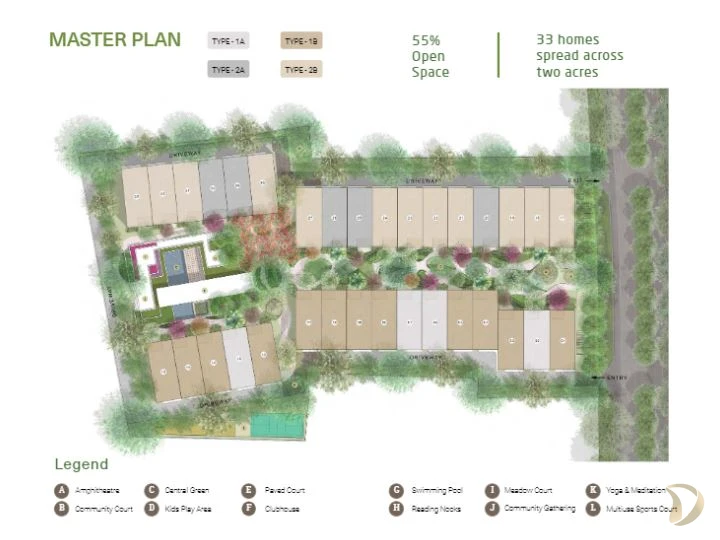 MASTER PLAN
TYPE - 1A
TYPE - 1B
TYPE - 2A
TYPE - 2B
55%
Open
Space
33 homes
spread across
two acres
DRIVEWAY
DRIVEWAY
EXIT
DRIVEWAY
ENTRY
DRIVEWAY
Legend
A Amphitheatre
C Central Green
E Paved Court
G Swimming Pool
I Meadow Court
K Yoga & Meditation
B Community Court
D Kids Play Area
F Clubhouse
H Reading Nooks
J Community Gathering
L Multiuse Sports Court